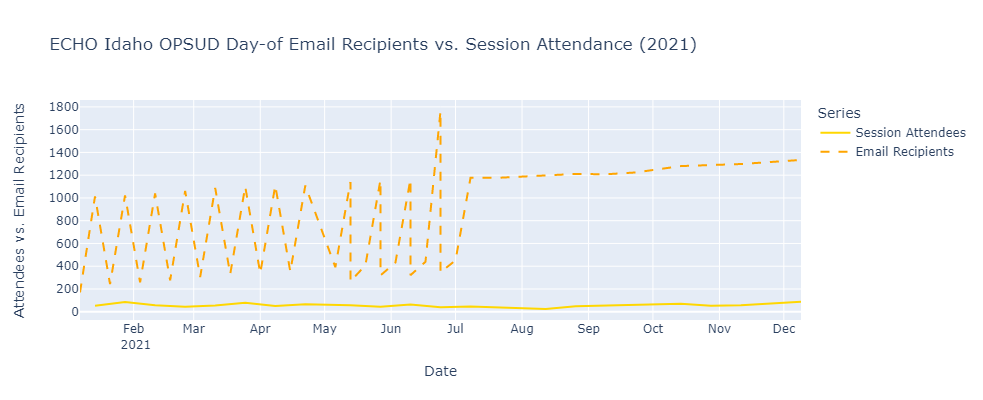 ECHO Idaho OPSUD Day-of Email Recipients vs. Session Attendance (2021)
Attendees vs. Email Recipients
1800
1600
1400
1200
1000
800
600
400
200
0
Feb
2021
Mar
Apr
May
Jun
Jul
Aug
Sep
Oct
Nov
Dec
Date
Series
Session Attendees
Email Recipients